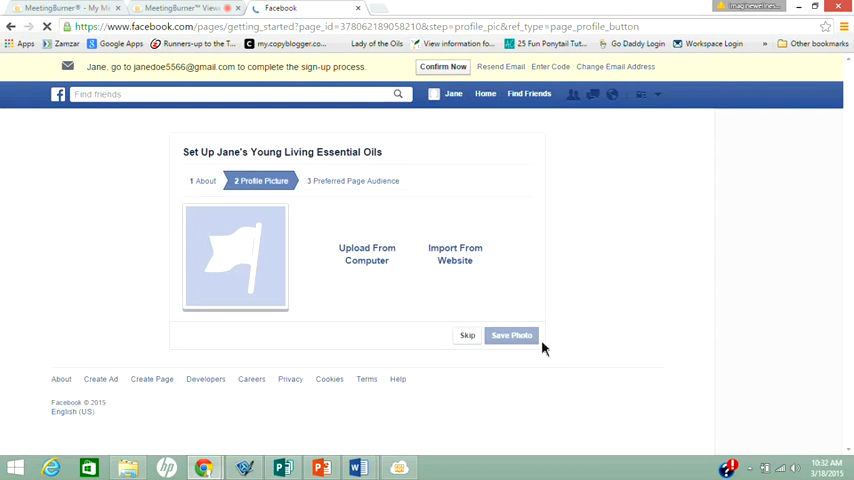 MeetingBurner® - My M
MeetingBurner™ View
Facebook
imaginewellnes...
https://www.facebook.com/pages/getting_started?page_id=378062189058210&step=profile_pic&ref_type=page_profile_button
Apps
Zamzar
Google Apps
Runners-up to the T...
my.copyblogger.co...
Lady of the Oils
View information fo...
25 Fun Ponytail Tut...
Go Daddy Login
Workspace Login
»
Other bookmarks
Jane, go to janedoe5566@gmail.com to complete the sign-up process.
Confirm Now
Resend Email
Enter Code
Change Email Address
Find friends
Jane
Home
Find Friends
Set Up Jane's Young Living Essential Oils
1 About
2 Profile Picture
3 Preferred Page Audience
Upload From
Computer
Import From
Website
Skip
Save Photo
About
Create Ad
Create Page
Developers
Careers
Privacy
Cookies
Terms
Help
Facebook © 2015
English (US)
10:32 AM
3/18/2015